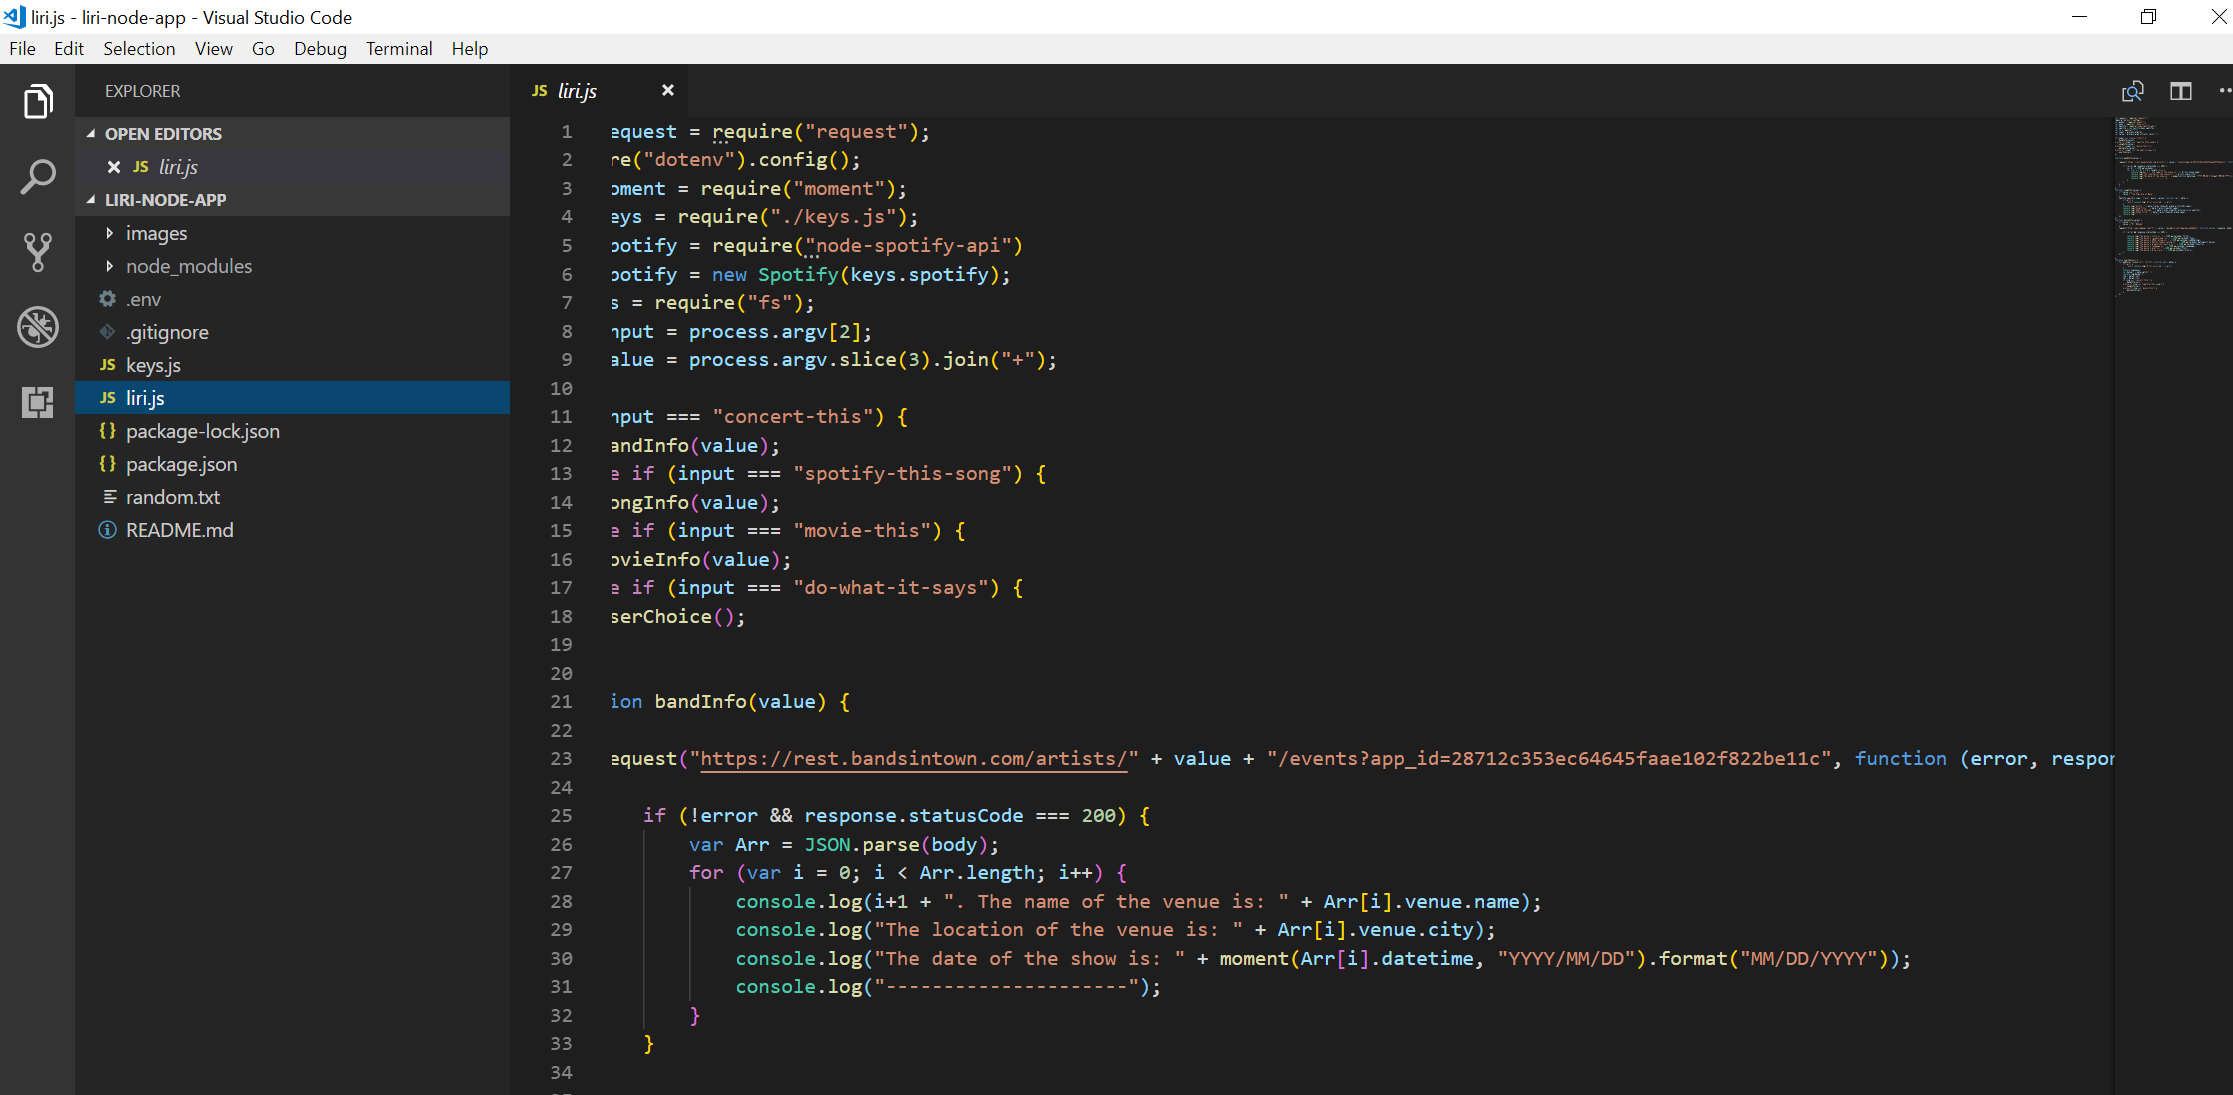 liri.js - liri-node-app - Visual Studio Code
File Edit Selection View Go Debug Terminal Help
EXPLORER
OPEN EDITORS
JS liri.js
LIRI-NODE-APP
images
node_modules
.env
.gitignore
JS keys.js
JS liri.js
{} package-lock.json
{} package.json
random.txt
README.md
JS liri.js
1 equest = require("request");
2 re("dotenv").config();
3 oment = require("moment");
4 eys = require("./keys.js");
5 potify = require("node-spotify-api")
6 potify = new Spotify(keys.spotify);
7 s = require("fs");
8 nput = process.argv[2];
9 alue = process.argv.slice(3).join("+");
10
11 nput === "concert-this") {
12 andInfo(value);
13 e if (input === "spotify-this-song") {
14 ongInfo(value);
15 e if (input === "movie-this") {
16 ovieInfo(value);
17 e if (input === "do-what-it-says") {
18 serChoice();
19
20
21 ion bandInfo(value) {
22
23 equest("https://rest.bandsintown.com/artists/" + value + "/events?app_id=28712c353ec64645faae102f822be11c", function (error, respor
24
25 if (!error && response.statusCode === 200) {
26 var Arr = JSON.parse(body);
27 for (var i = 0; i < Arr.length; i++) {
28 console.log(i+1 + ". The name of the venue is: " + Arr[i].venue.name);
29 console.log("The location of the venue is: " + Arr[i].venue.city);
30 console.log("The date of the show is: " + moment(Arr[i].datetime, "YYYY/MM/DD").format("MM/DD/YYYY"));
31 console.log("---------------------");
32 }
33 }
34